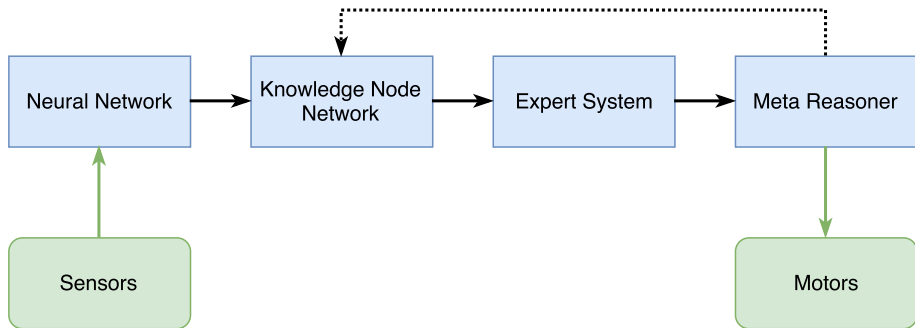 Neural Network
Knowledge Node
Network
Expert System
Meta Reasoner
Sensors
Motors